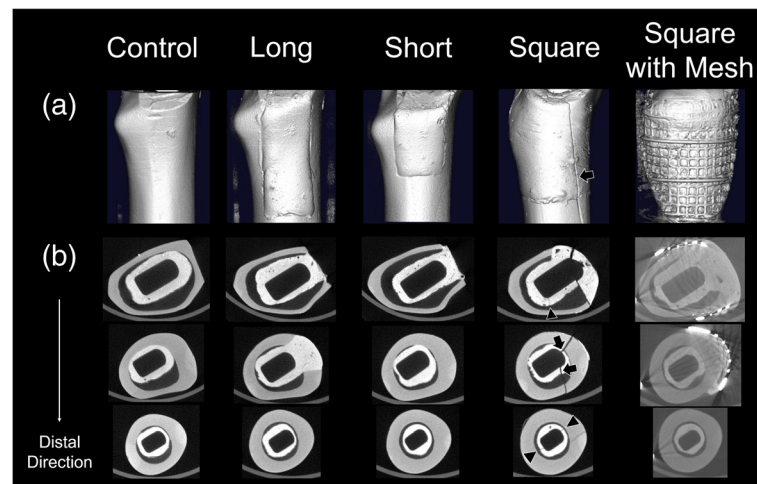 Control
Long
Short
Square
Square
with Mesh
(a)
(b)
Distal
Direction